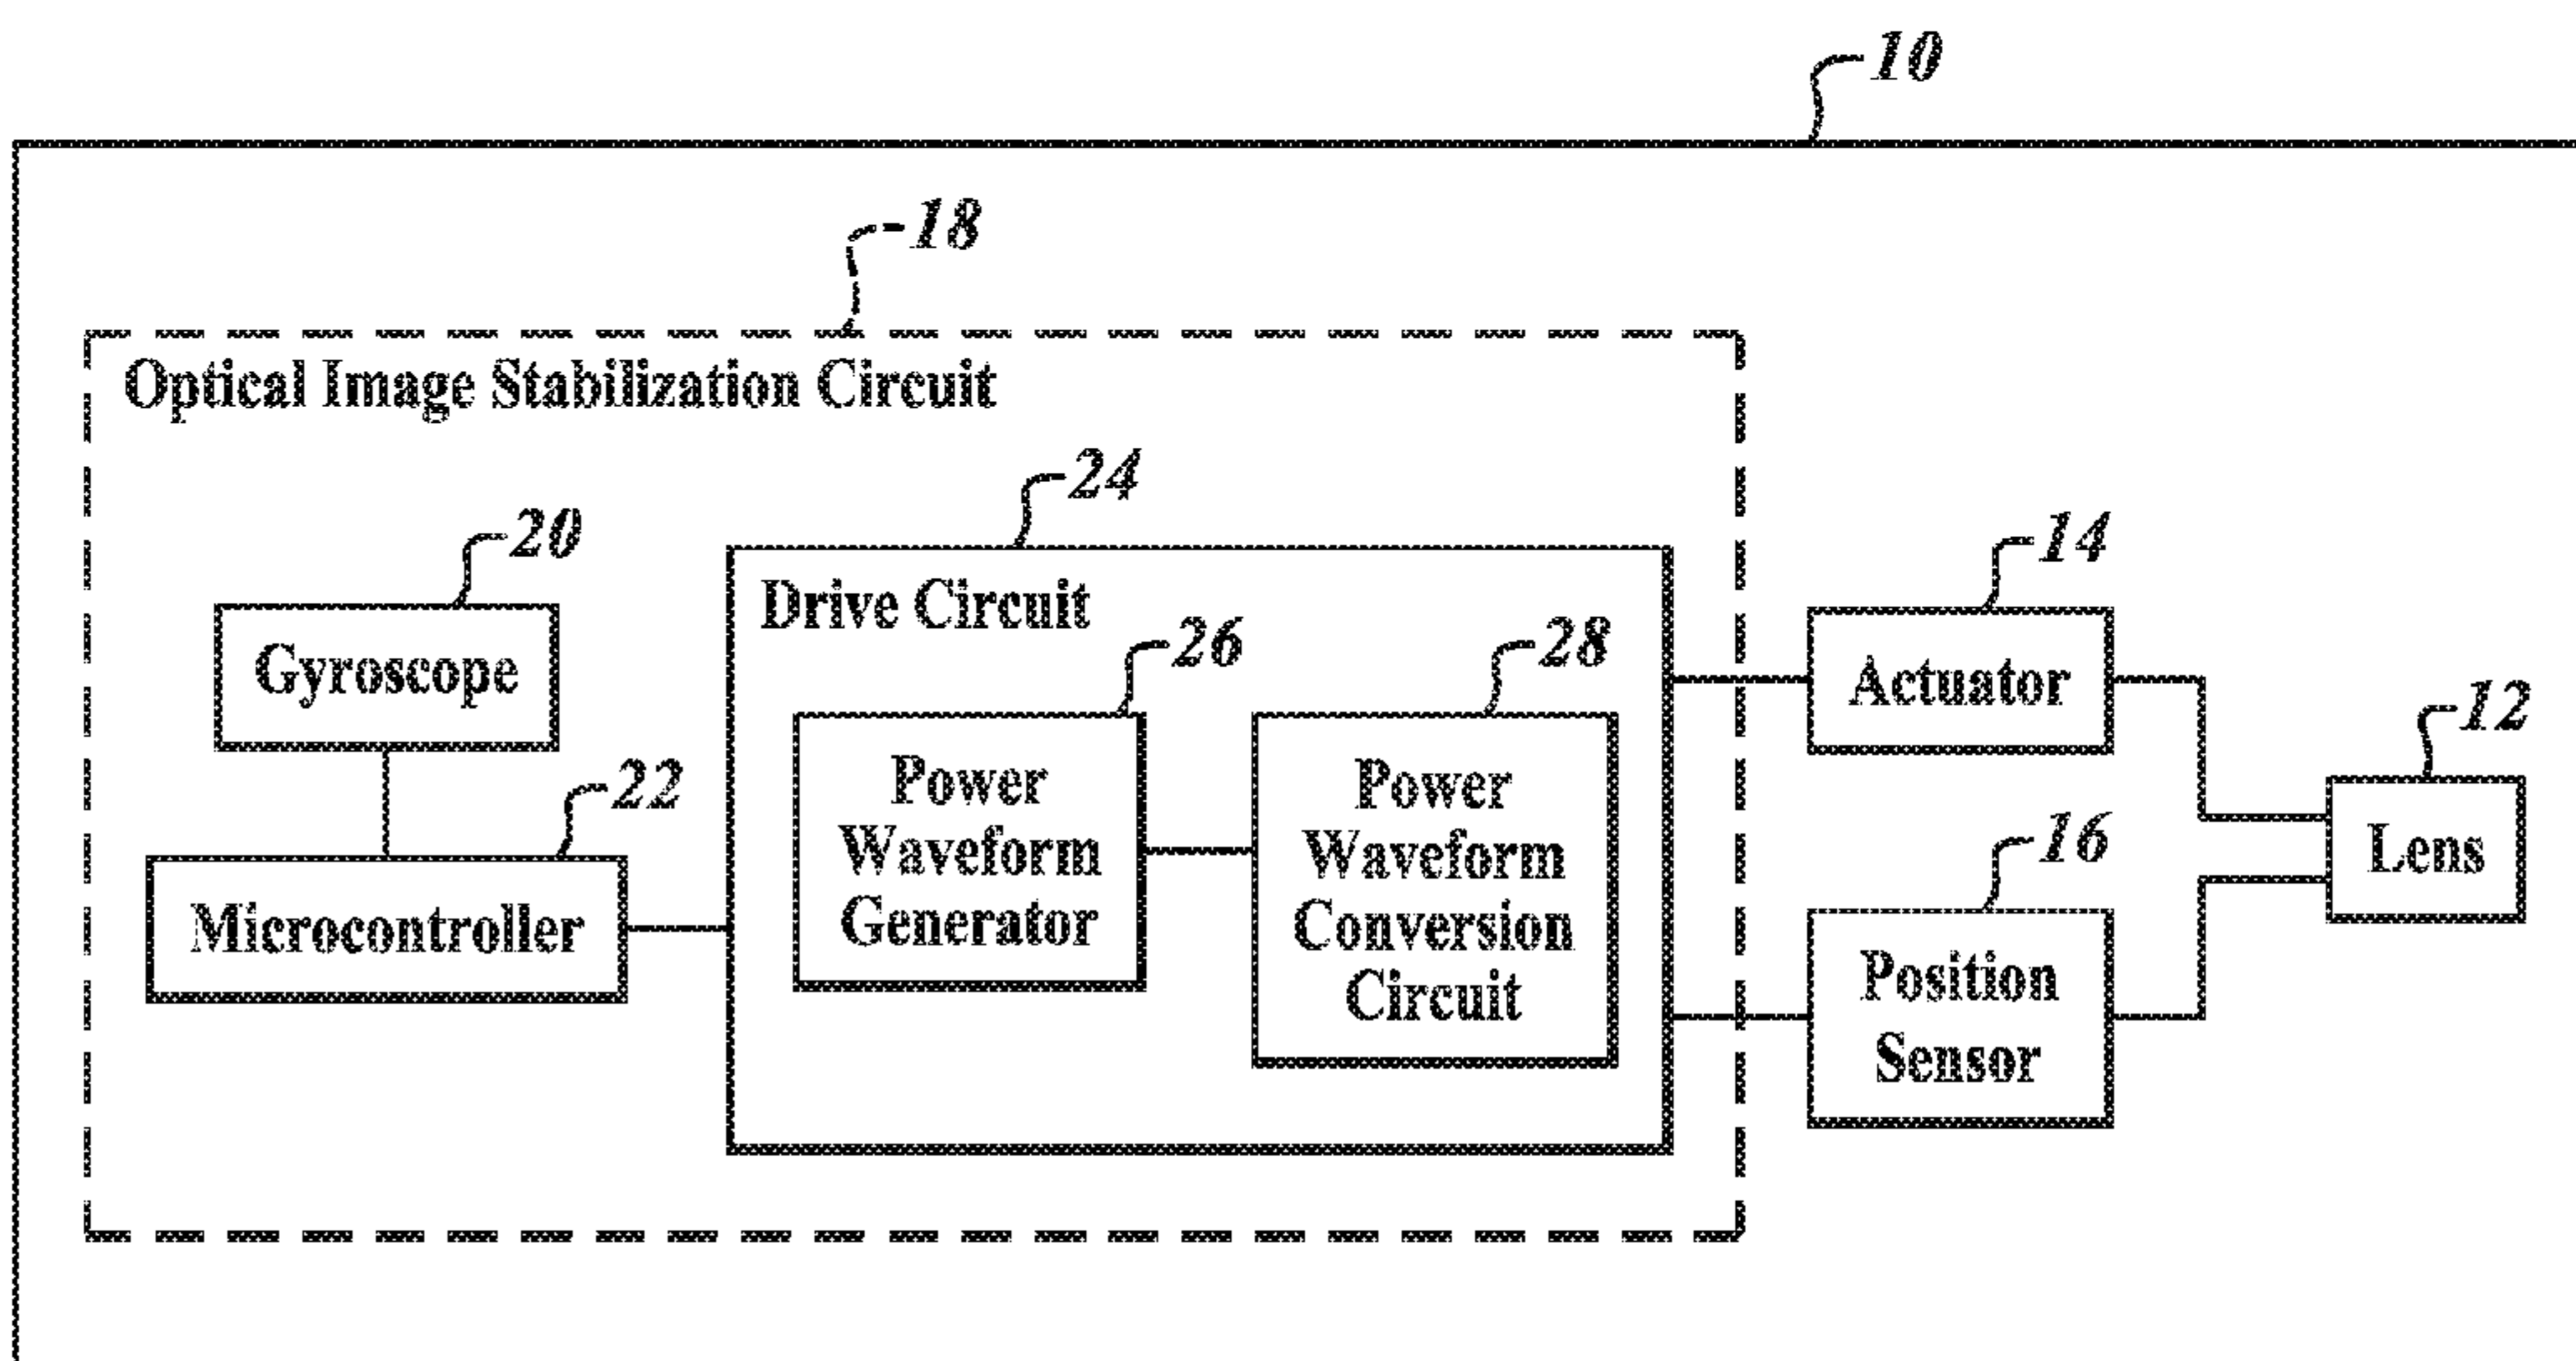 10
18
Optical Image Stabilization Circuit
24
20
14
Drive Circuit
26
28
Gyroscope
Actuator
12
22
Power
Waveform
Generator
Power
Waveform
Conversion
Circuit
16
Lens
Microcontroller
Position
Sensor